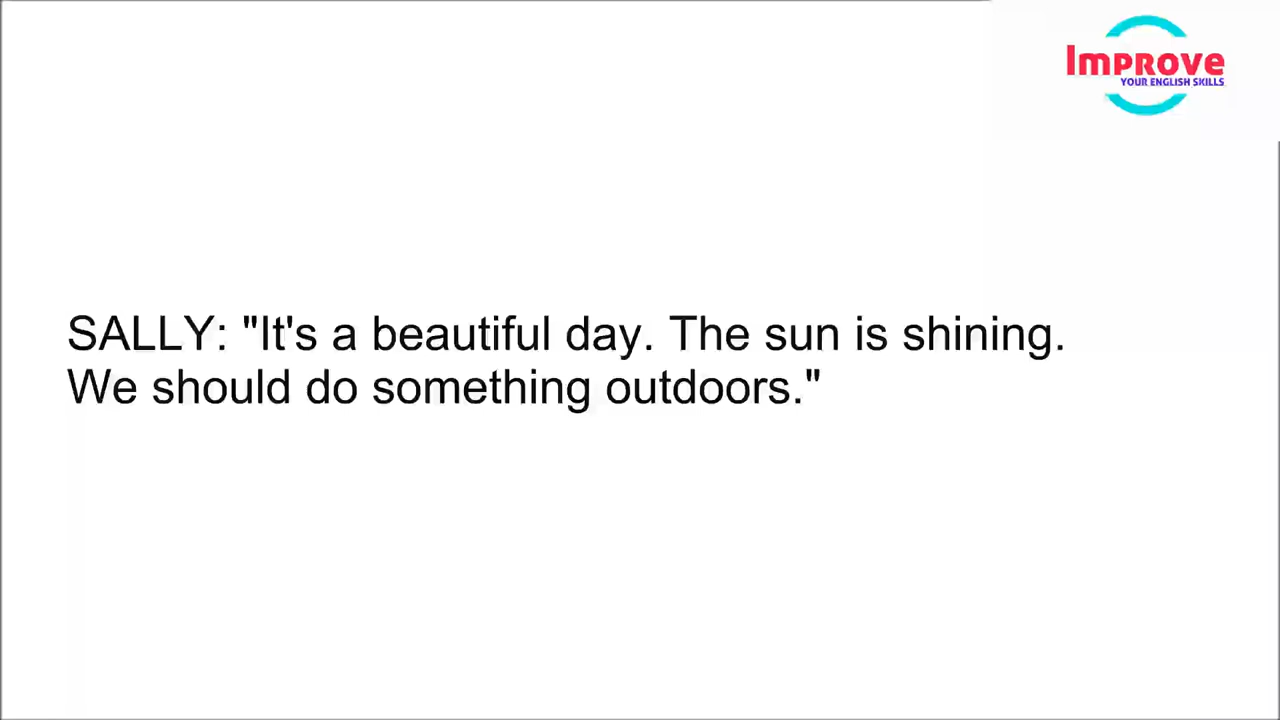 Improve
YOUR ENGLISH SKILLS
SALLY: "It's a beautiful day. The sun is shining.
We should do something outdoors."